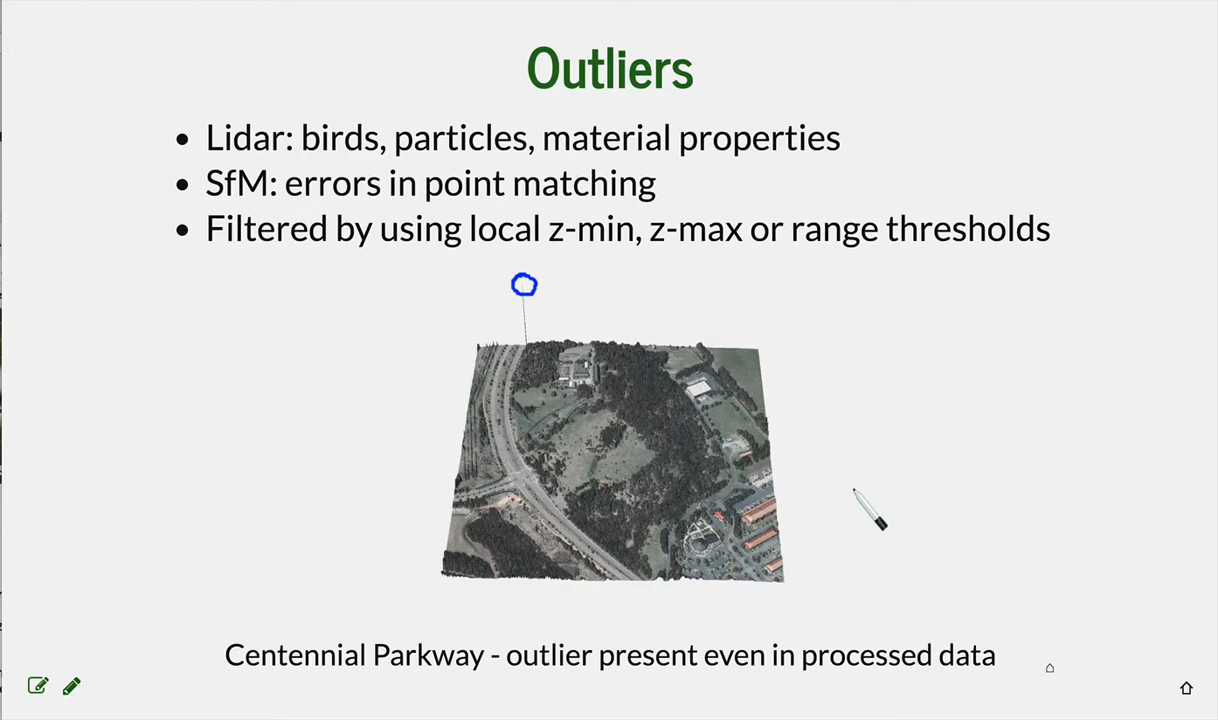 Outliers
Lidar: birds, particles, material properties
SfM: errors in point matching
Filtered by using local z-min, z-max or range thresholds
Centennial Parkway - outlier present even in processed data